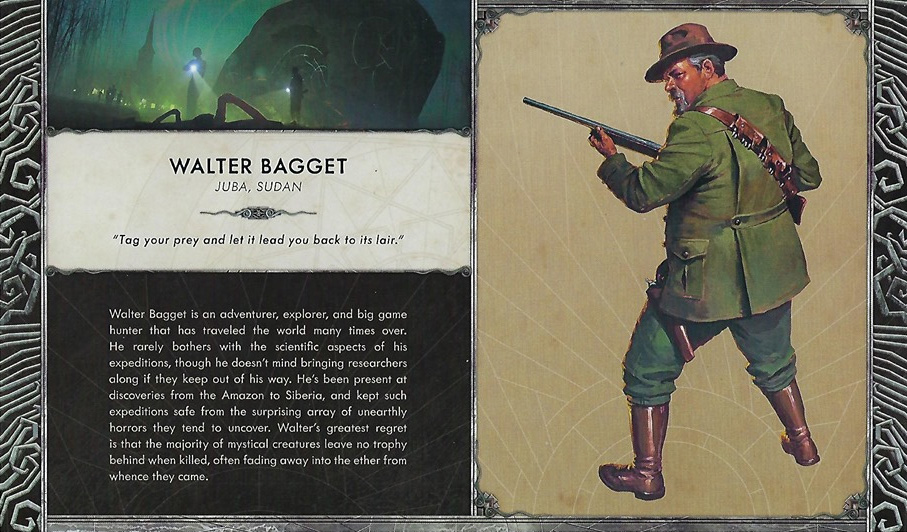 WALTER BAGGET
JUBA, SUDAN
"Tag your prey and let it lead you back to its lair."
Walter Bagget is an adventurer, explorer, and big game
hunter that has traveled the world many times over.
He rarely bothers with the scientific aspects of his
expeditions, though he doesn't mind bringing researchers
along if they keep out of his way. He's been present at
discoveries from the Amazon to Siberia, and kept such
expeditions safe from the surprising array of unearthly
horrors they tend to uncover. Walter's greatest regret
is that the majority of mystical creatures leave no trophy
behind when killed, often fading away into the ether from
whence they came.